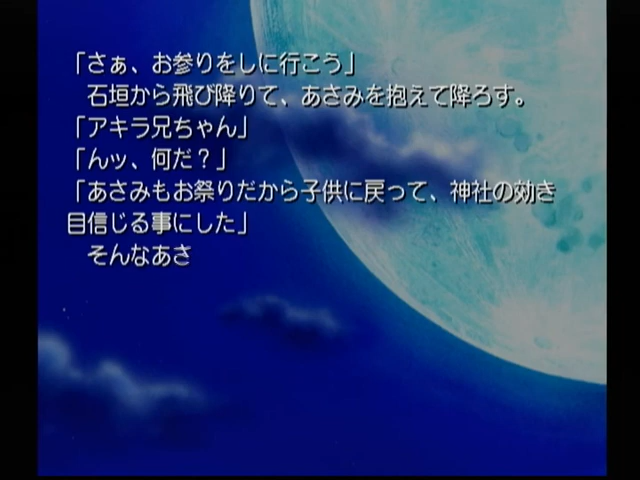 「さぁ、お参りをしに行こう」
石垣から飛び降りて、あさみを抱えて降ろす。
「アキラ兄ちゃん」
「んッ、何だ？」
「あさみもお祭りだから子供に戻って、神社の効き
目信じる事にした」
そんなあさ